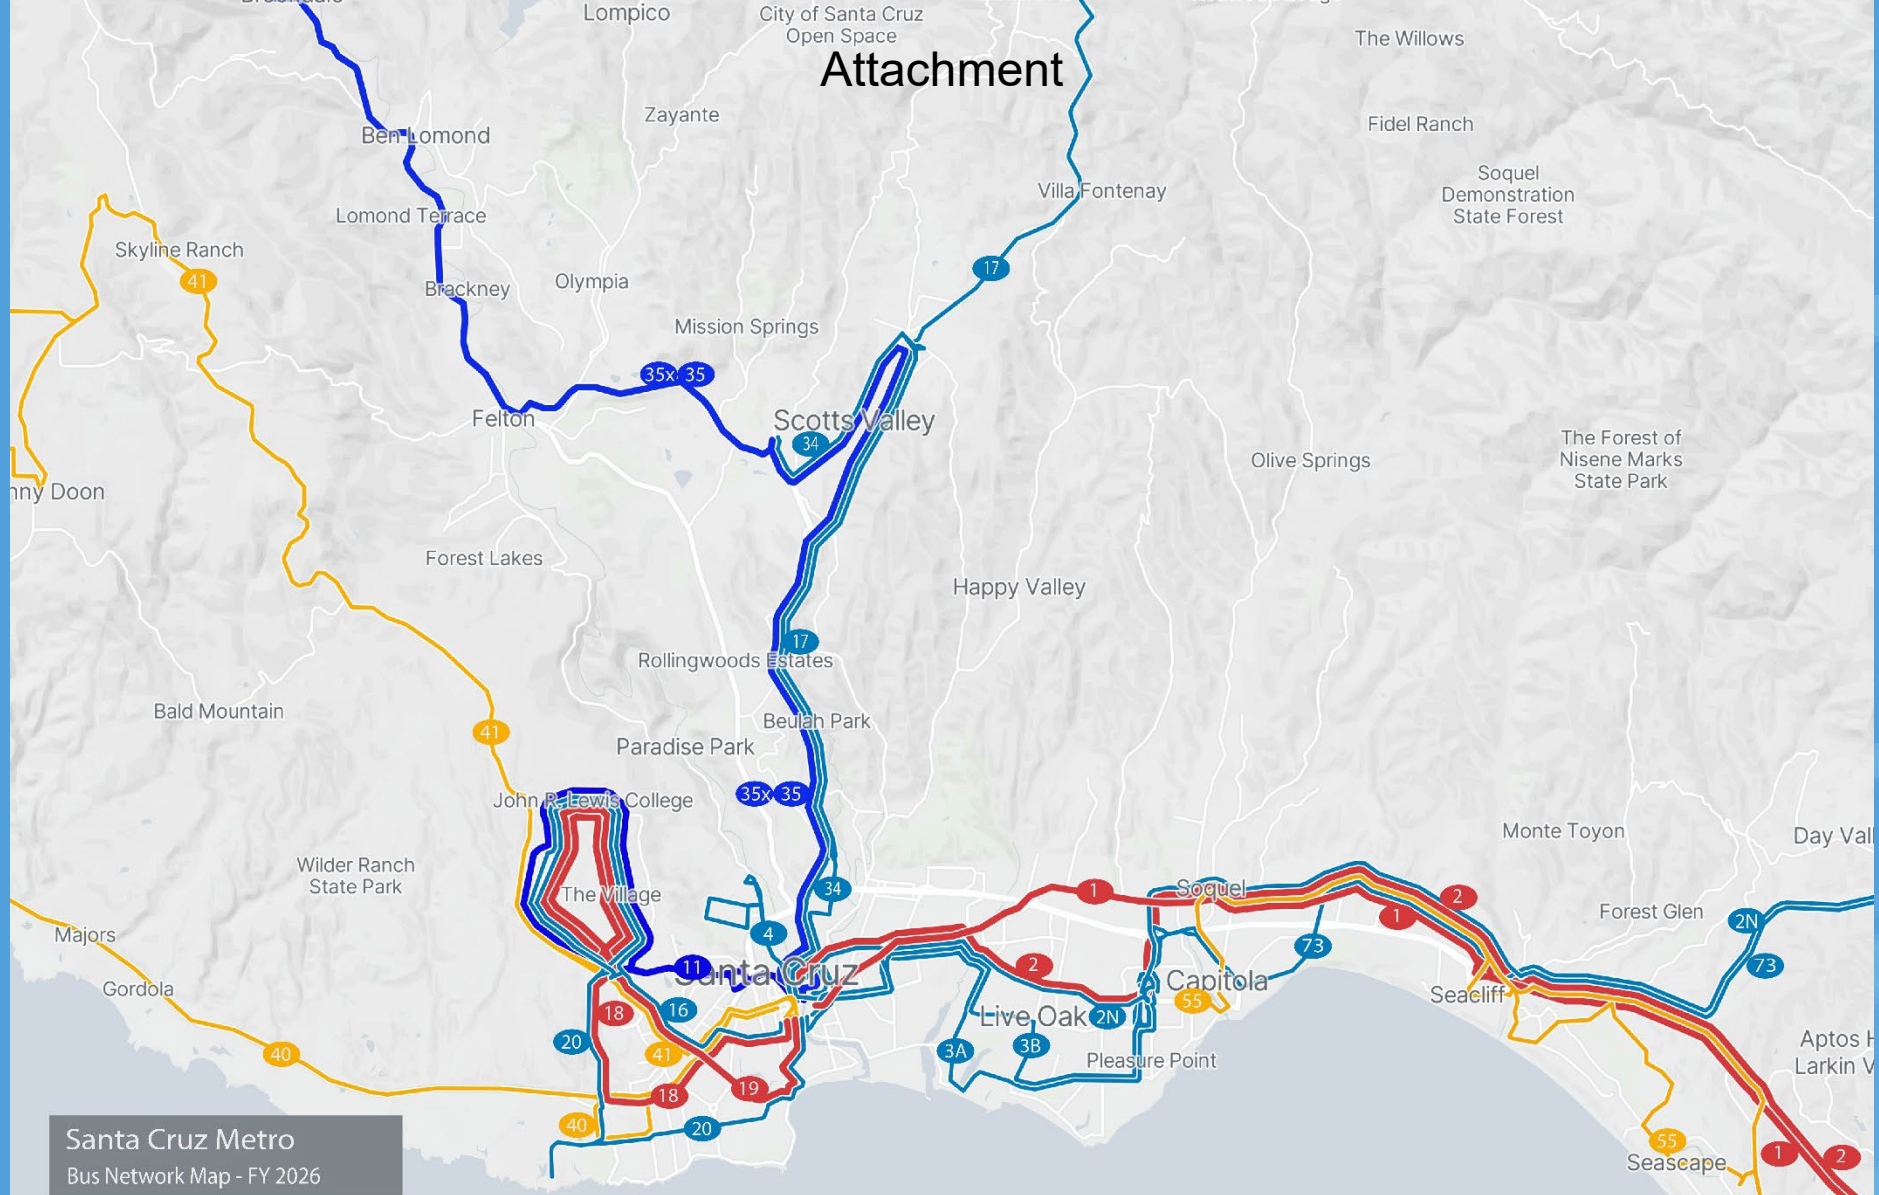 Lompico
City of Santa Cruz
Open Space
The Willows
Attachment
Zayante
Fidel Ranch
Ben Lomond
Soquel
Demonstration
State Forest
Villa Fontenay
Lomond Terrace
Skyline Ranch
17
41
Olympia
Brackney
Mission Springs
35x 35
Felton
Scotts Valley
34
The Forest of
Nisene Marks
State Park
Olive Springs
nny Doon
Forest Lakes
Happy Valley
17
Rollingwoods Estates
Bald Mountain
Beulah Park
41
Paradise Park
35x 35
John R. Lewis College
Monte Toyon
Day Val
Wilder Ranch
State Park
The Village
34
1
Soquel
2
1
Forest Glen
2N
Majors
4
73
73
11
Santa Cruz
2
Capitola
Gordola
Seacliff
55
18
16
Live Oak
2N
20
41
3A
3B
Pleasure Point
40
Aptos H
Larkin V
19
18
40
20
55
1
2
Seascape
Santa Cruz Metro
Bus Network Map - FY 2026